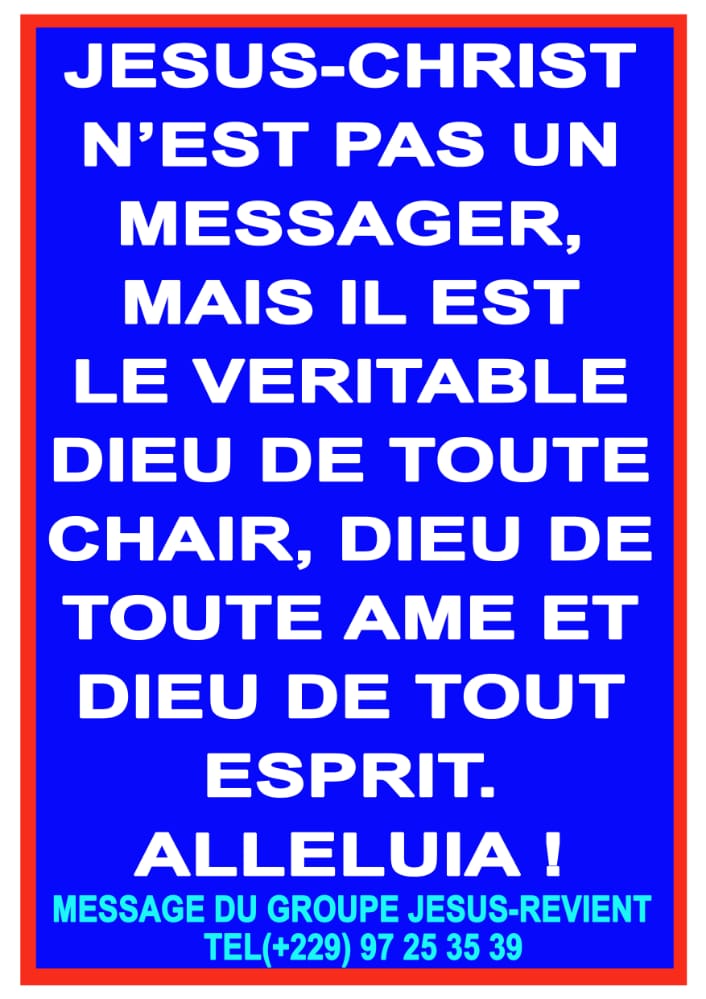 JESUS-CHRIST
N’EST PAS UN
MESSAGER,
MAIS IL EST
LE VERITABLE
DIEU DE TOUTE
CHAIR, DIEU DE
TOUTE AME ET
DIEU DE TOUT
ESPRIT.
ALLELUIA !
MESSAGE DU GROUPE JESUS-REVIENT
TEL(+229) 97 25 35 39